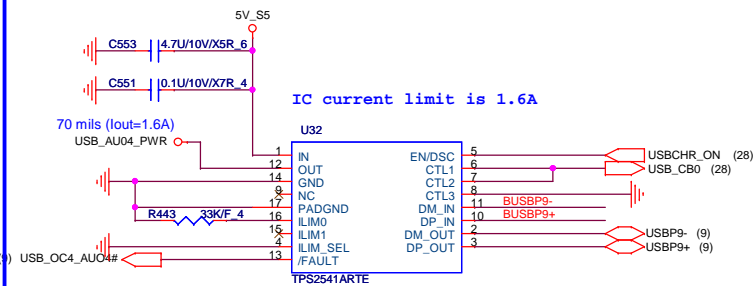 5V_S5
C553 4.7U/10V/X5R_6
C551 0.1U/10V/X7R_4
IC current limit is 1.6A
70 mils (Iout=1.6A)
USB_AU04_PWR
U32
1 IN EN/DSC 5 USBCHR_ON (28)
12 OUT CTL1 6 USB_CB0 (28)
14 GND CTL2 7
9 NC CTL3 8
17 PADGND DM_IN 11 BUSBP9-
R443 33K/F_4 16 ILIM0 DP_IN 10 BUSBP9+
15 ILIM1 DM_OUT 2 USBP9- (9)
4 ILIM_SEL DP_OUT 3 USBP9+ (9)
USB_OC4_AUO4# 13 /FAULT
TPS2541ARTE